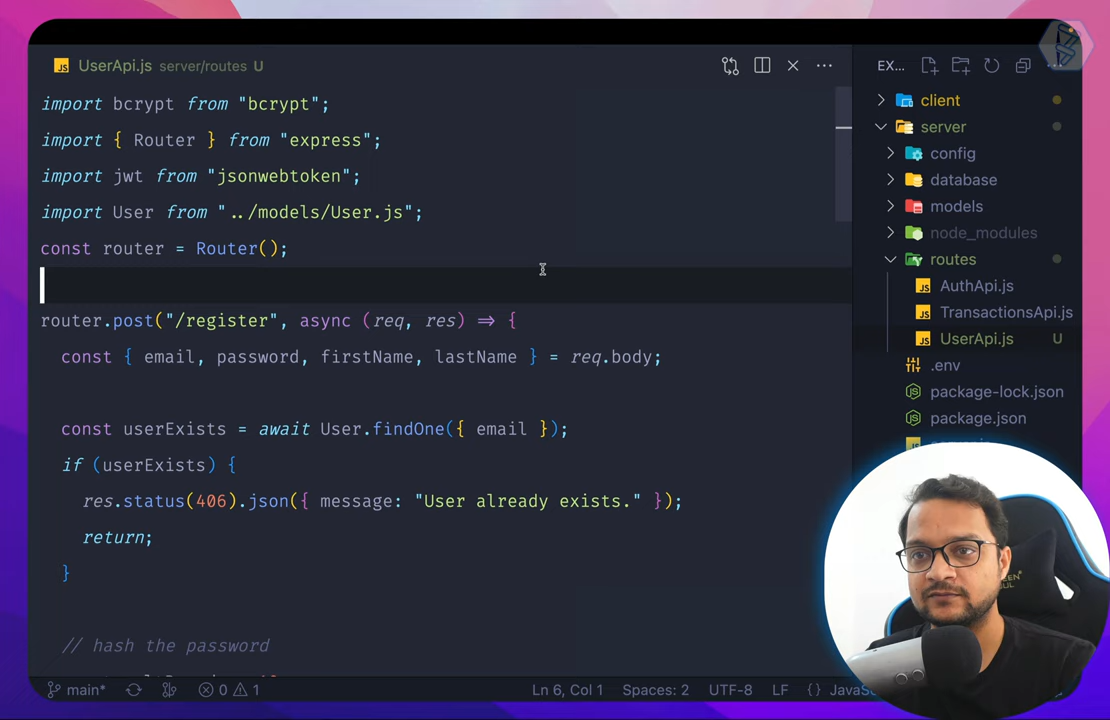 UserApi.js server/routes U
import bcrypt from "bcrypt";
import { Router } from "express";
import jwt from "jsonwebtoken";
import User from "../models/User.js";
const router = Router();
router.post("/register", async (req, res) => {
const { email, password, firstName, lastName } = req.body;
const userExists = await User.findOne({ email });
if (userExists) {
res.status(406).json({ message: "User already exists." });
return;
}
// hash the password
main* 0 1 Ln 6, Col 1 Spaces: 2 UTF-8 LF {}
EX...
client
server
config
database
models
node_modules
routes
AuthApi.js
TransactionsApi.js
UserApi.js U
.env
package-lock.json
package.json